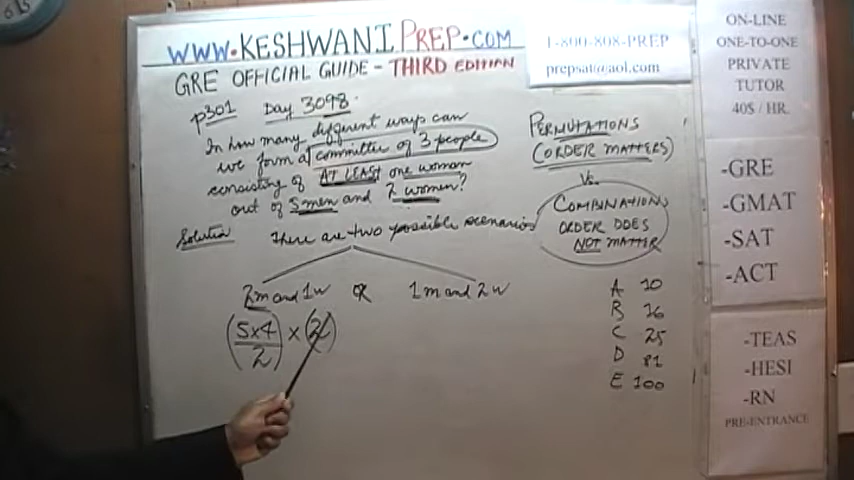 WWW.KESHWANIPREP.COM
GRE OFFICIAL GUIDE - THIRD EDITION
1-800-808-PREP
prepsat@aol.com
p301 Day 3098
In how many different ways can
we form a committee of 3 people
consisting of AT LEAST one woman
out of 5 men and 2 women?
Solution There are two possible scenarios
2m and 1w OR 1m and 2w
(5x4/2) x (2)
PERMUTATIONS
(ORDER MATTERS)
Vs.
COMBINATIONS
ORDER DOES
NOT MATTER
A 10
B 16
C 25
D 81
E 100
ON-LINE
ONE-TO-ONE
PRIVATE
TUTOR
40$ / HR.
-GRE
-GMAT
-SAT
-ACT
-TEAS
-HESI
-RN
PRE-ENTRANCE